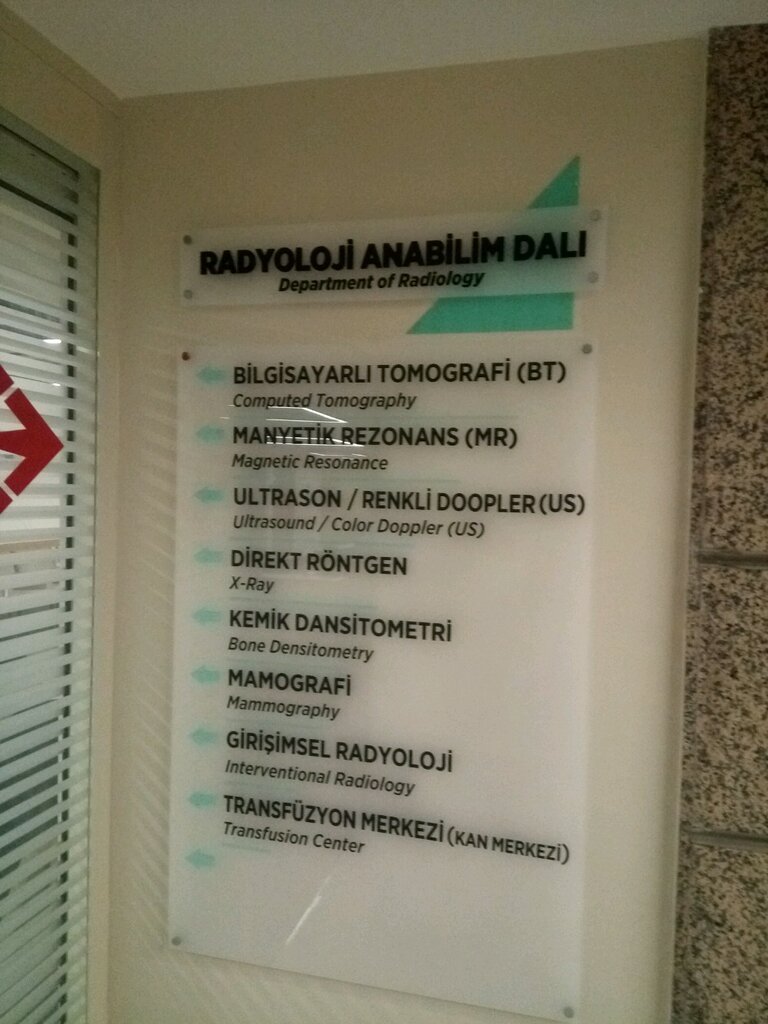 RADYOLOJİ ANABİLİM DALI
Department of Radiology
BİLGİSAYARLI TOMOGRAFİ (BT)
Computed Tomography
MANYETİK REZONANS (MR)
Magnetic Resonance
ULTRASON / RENKLİ DOOPLER (US)
Ultrasound / Color Doppler (US)
DİREKT RÖNTGEN
X-Ray
KEMİK DANSİTOMETRİ
Bone Densitometry
MAMOGRAFİ
Mammography
GİRİŞİMSEL RADYOLOJİ
Interventional Radiology
TRANSFÜZYON MERKEZİ (KAN MERKEZİ)
Transfusion Center